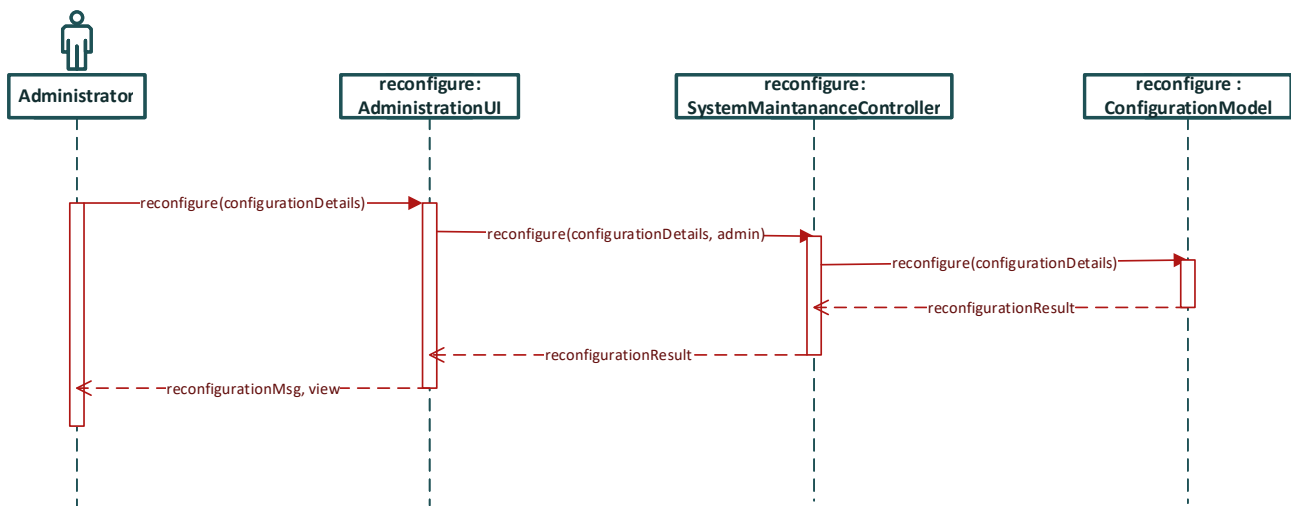 Administrator
reconfigure:
AdministrationUI
reconfigure:
SystemMaintananceController
reconfigure :
ConfigurationModel
reconfigure(configurationDetails)
reconfigure(configurationDetails, admin)
reconfigure(configurationDetails)
reconfigurationResult
reconfigurationResult
reconfigurationMsg, view